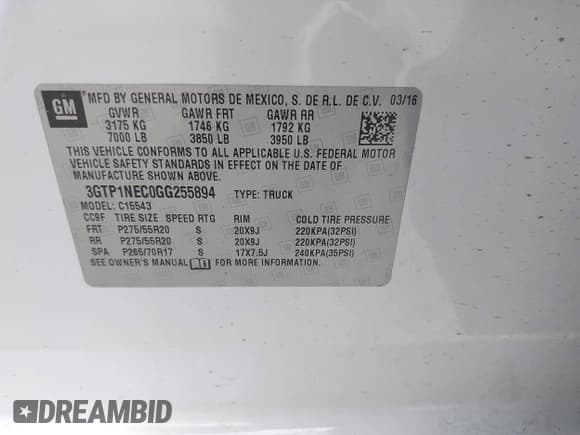 GM
MFD BY GENERAL MOTORS DE MEXICO, S. DE R.L. DE C.V. 03/16
GVWR GAWR FRT GAWR RR
3175 KG 1746 KG 1792 KG
7000 LB 3850 LB 3950 LB
THIS VEHICLE CONFORMS TO ALL APPLICABLE U.S. FEDERAL MOTOR
VEHICLE SAFETY STANDARDS IN EFFECT ON THE DATE OF
MANUFACTURE SHOWN ABOVE.
3GTP1NEC0GG255894 TYPE: TRUCK
MODEL: C15543
CC9F TIRE SIZE SPEED RTG RIM COLD TIRE PRESSURE
FRT P275/55R20 S 20X9J 220KPA(32PSI)
RR P275/55R20 S 20X9J 220KPA(32PSI)
SPA P265/70R17 S 17X7.5J 240KPA(35PSI)
SEE OWNER'S MANUAL FOR MORE INFORMATION.
DREAMBID